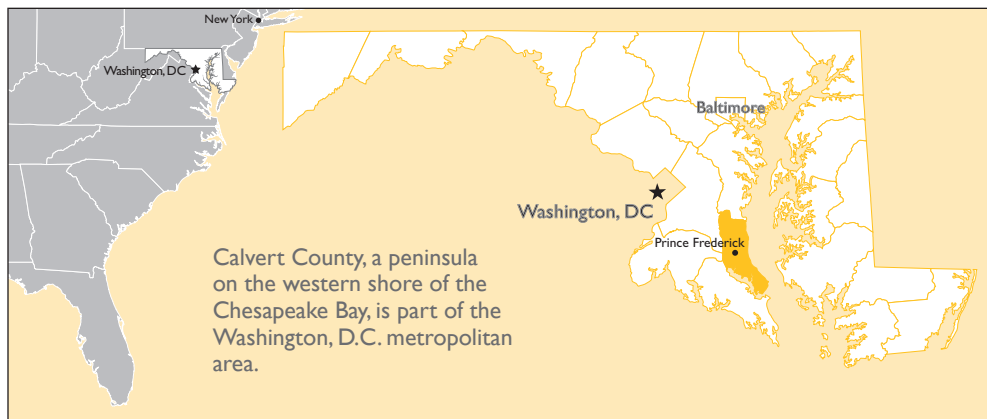 New York
Washington, DC
Baltimore
Washington, DC
Prince Frederick
Calvert County, a peninsula
on the western shore of the
Chesapeake Bay, is part of the
Washington, D.C. metropolitan
area.